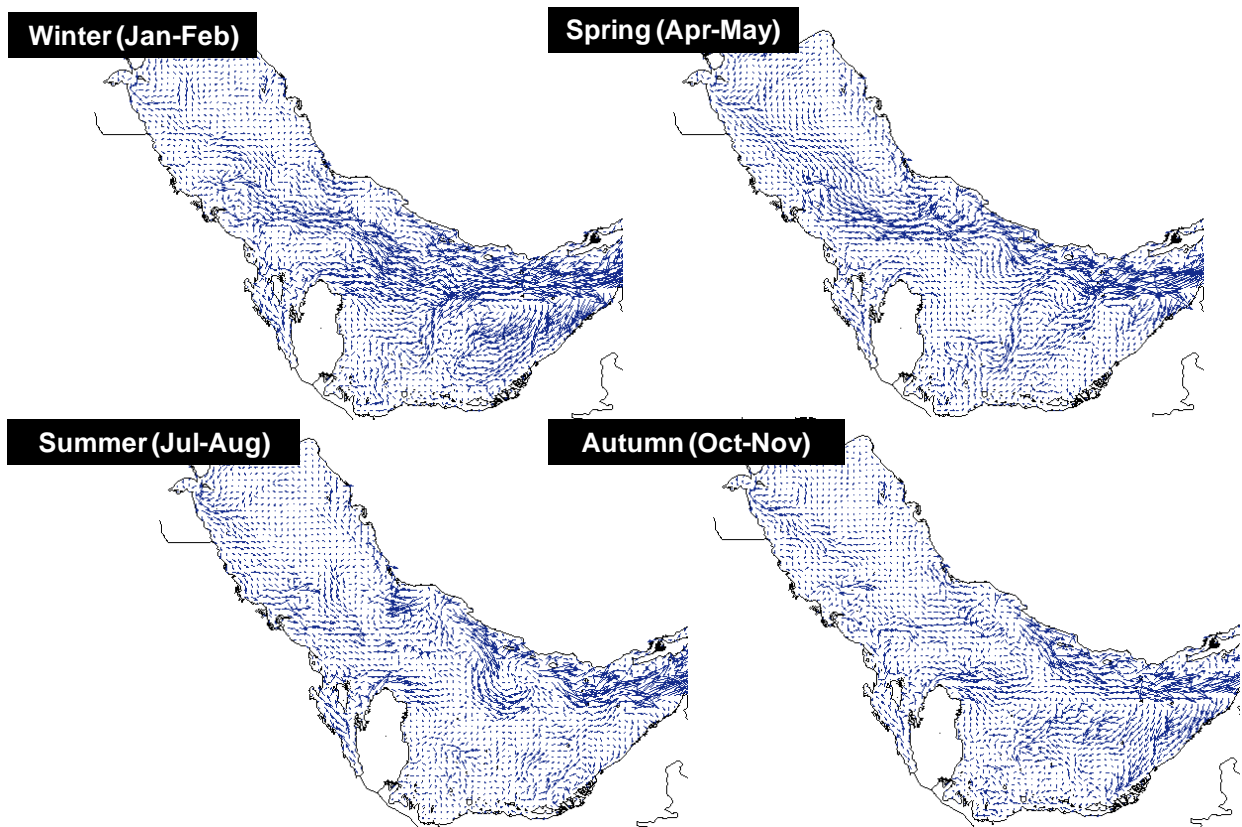 Winter (Jan-Feb)
Spring (Apr-May)
Summer (Jul-Aug)
Autumn (Oct-Nov)